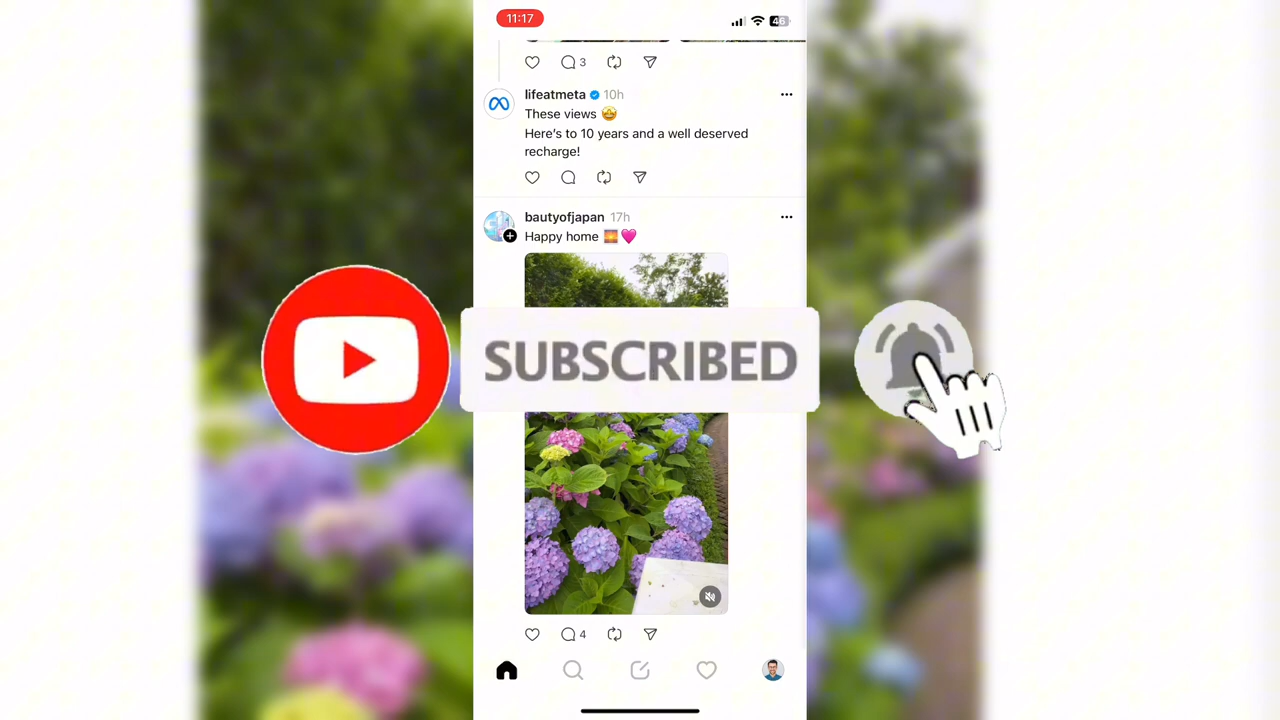 11:17
46
3
lifeatmeta 10h
These views 🤩
Here's to 10 years and a well deserved
recharge!
bautyofjapan 17h
Happy home 🌅💓
SUBSCRIBED
4